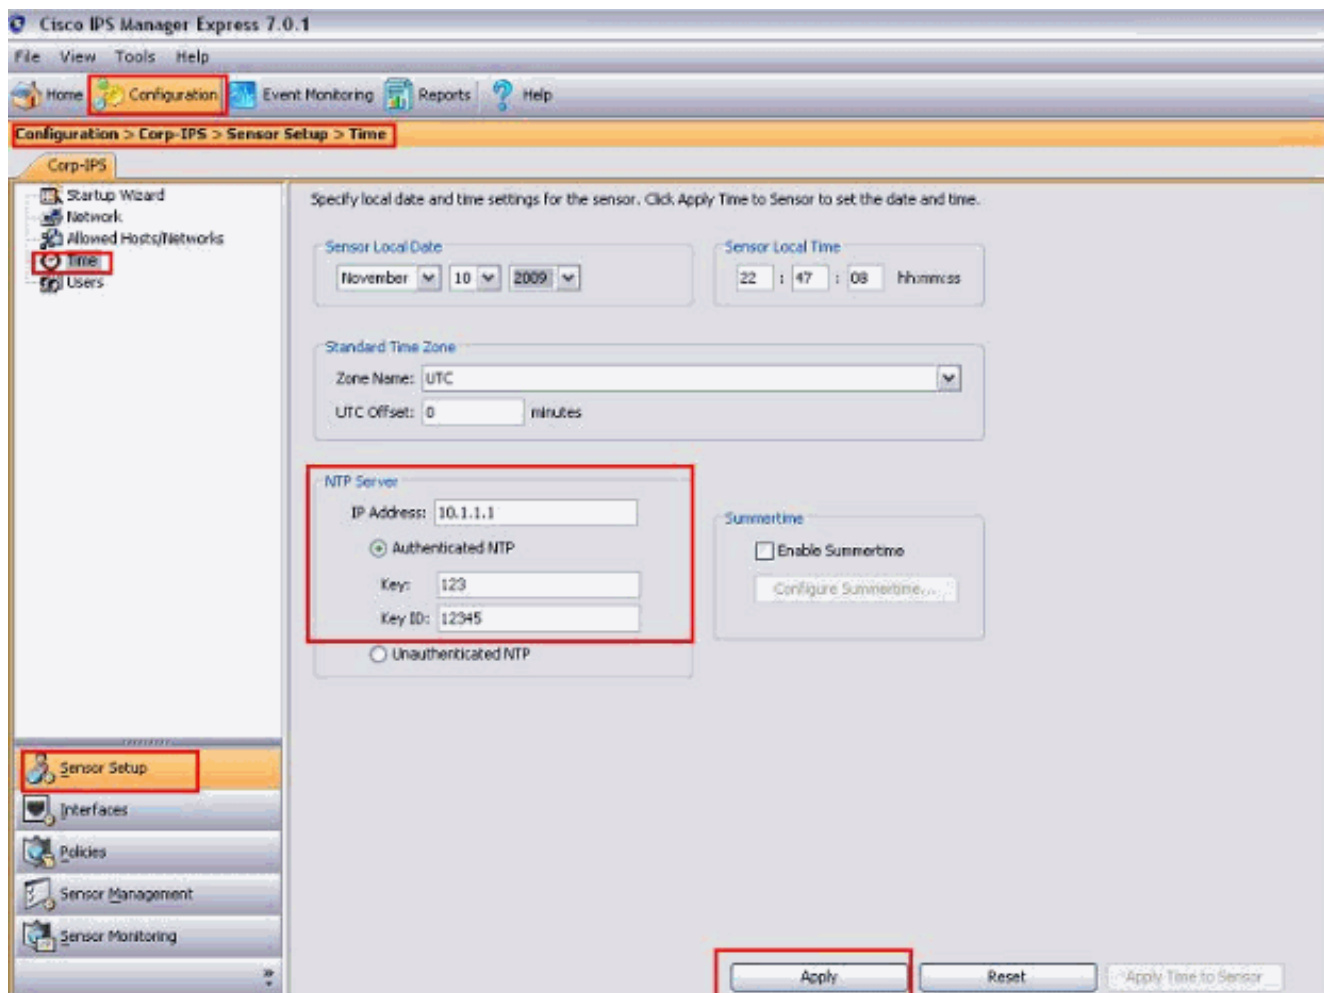 Cisco IPS Manager Express 7.0.1
File View Tools Help
Home Configuration Event Monitoring Reports Help
Configuration > Corp-IPS > Sensor Setup > Time
Corp-IPS
Startup Wizard
Network
Allowed Hosts/Networks
Time
Users
Specify local date and time settings for the sensor. Click Apply Time to Sensor to set the date and time.
Sensor Local Date
November 10 2009
Sensor Local Time
22 : 47 : 08 hh:mm:ss
Standard Time Zone
Zone Name: UTC
UTC Offset: 0 minutes
NTP Server
IP Address: 10.1.1.1
Authenticated NTP
Key: 123
Key ID: 12345
Unauthenticated NTP
Summertime
Enable Summertime
Configure Summertime...
Sensor Setup
Interfaces
Policies
Sensor Management
Sensor Monitoring
Apply Reset Apply Time to Sensor